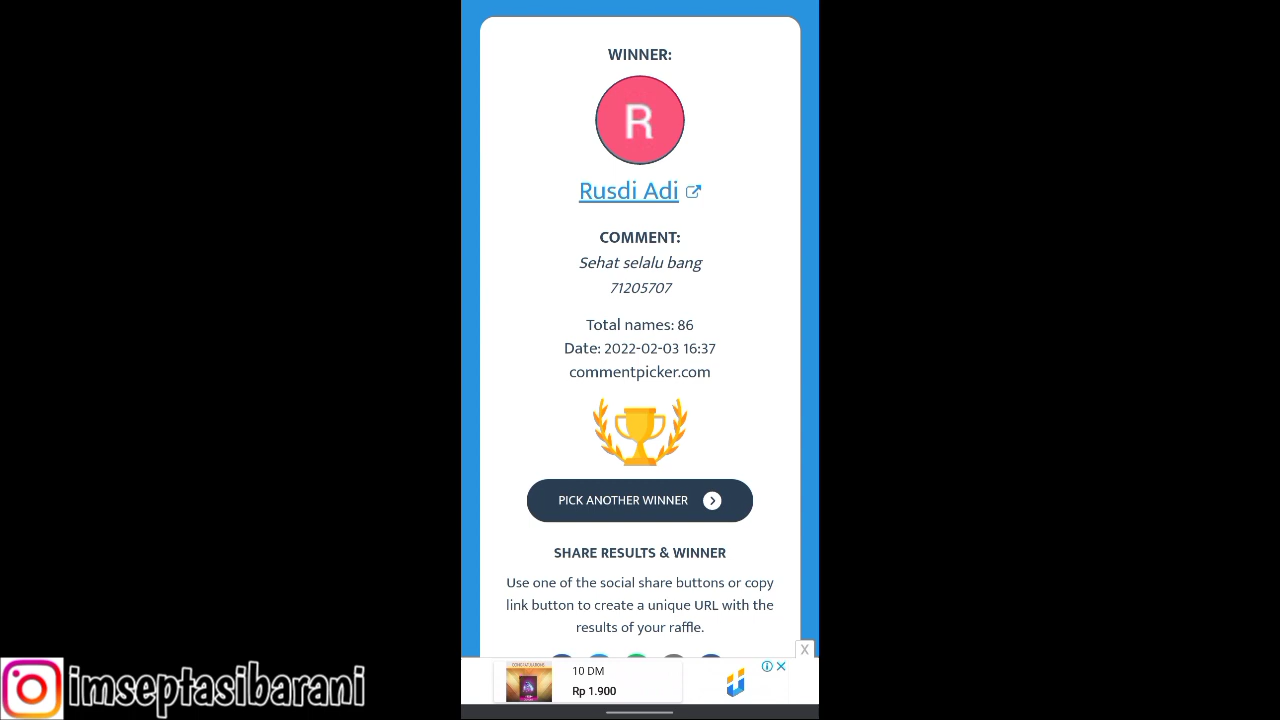 WINNER:
R
Rusdi Adi
COMMENT:
Sehat selalu bang
71205707
Total names: 86
Date: 2022-02-03 16:37
commentpicker.com
PICK ANOTHER WINNER
SHARE RESULTS & WINNER
Use one of the social share buttons or copy
link button to create a unique URL with the
results of your raffle.
X
10 DM
Rp 1.900
imseptasibarani